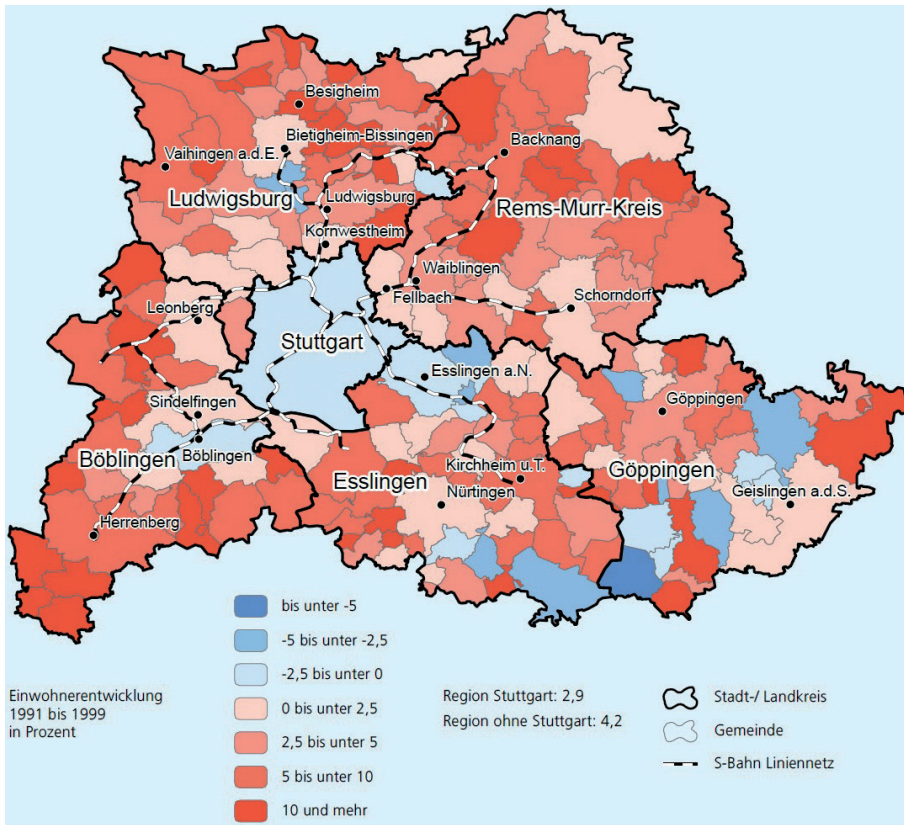 Besigheim
Bietigheim-Bissingen
Backnang
Vaihingen a.d.E.
Ludwigsburg
Ludwigsburg
Rems-Murr-Kreis
Kornwestheim
Waiblingen
Fellbach
Schorndorf
Leonberg
Stuttgart
Esslingen a.N.
Sindelfingen
Göppingen
Böblingen
Böblingen
Kirchheim u.T.
Göppingen
Esslingen
Nürtingen
Geislingen a.d.S.
Herrenberg
Einwohnerentwicklung
1991 bis 1999
in Prozent
bis unter -5
-5 bis unter -2,5
-2,5 bis unter 0
0 bis unter 2,5
2,5 bis unter 5
5 bis unter 10
10 und mehr
Region Stuttgart: 2,9
Region ohne Stuttgart: 4,2
Stadt-/ Landkreis
Gemeinde
S-Bahn Liniennetz